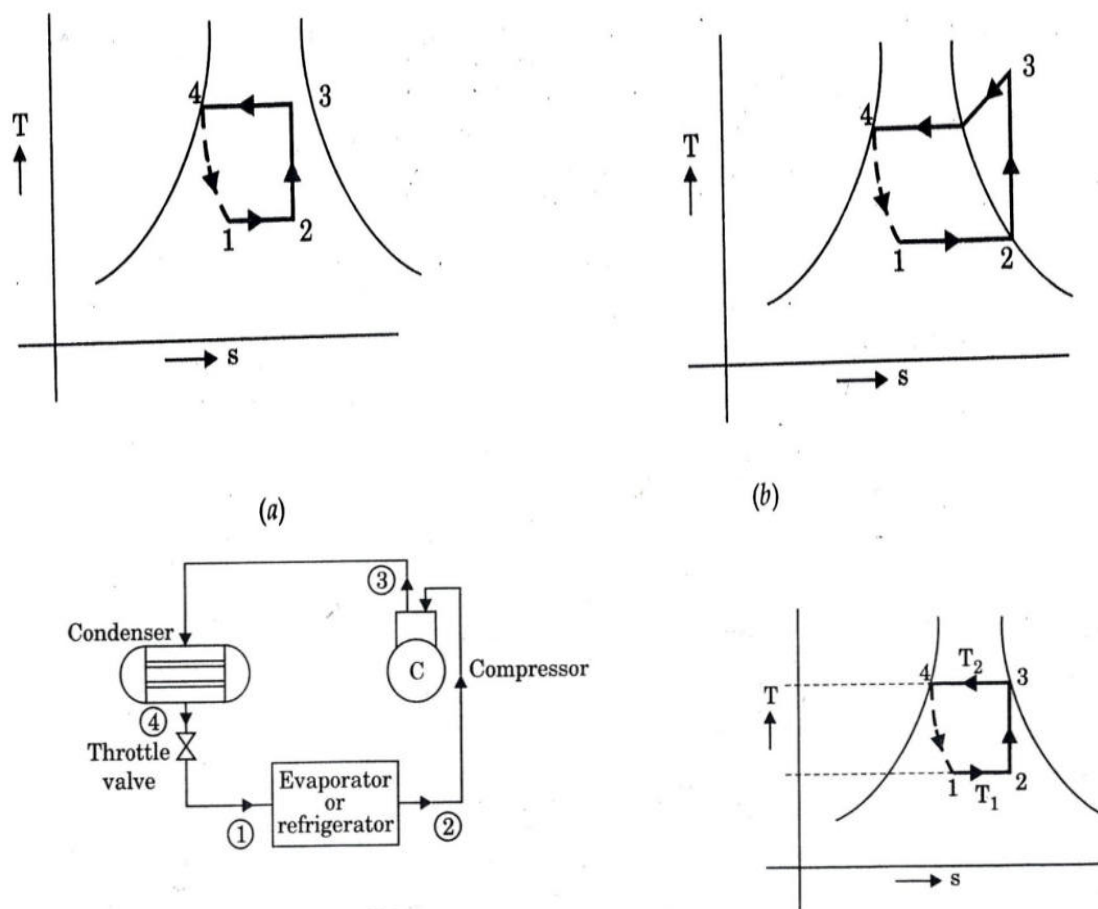 4
3
T
1
2
s
3
4
T
1
2
s
(a)
(b)
3
Condenser
C
Compressor
4
Throttle
valve
Evaporator
or
refrigerator
1
2
4
T2
3
T
1
T1
2
s